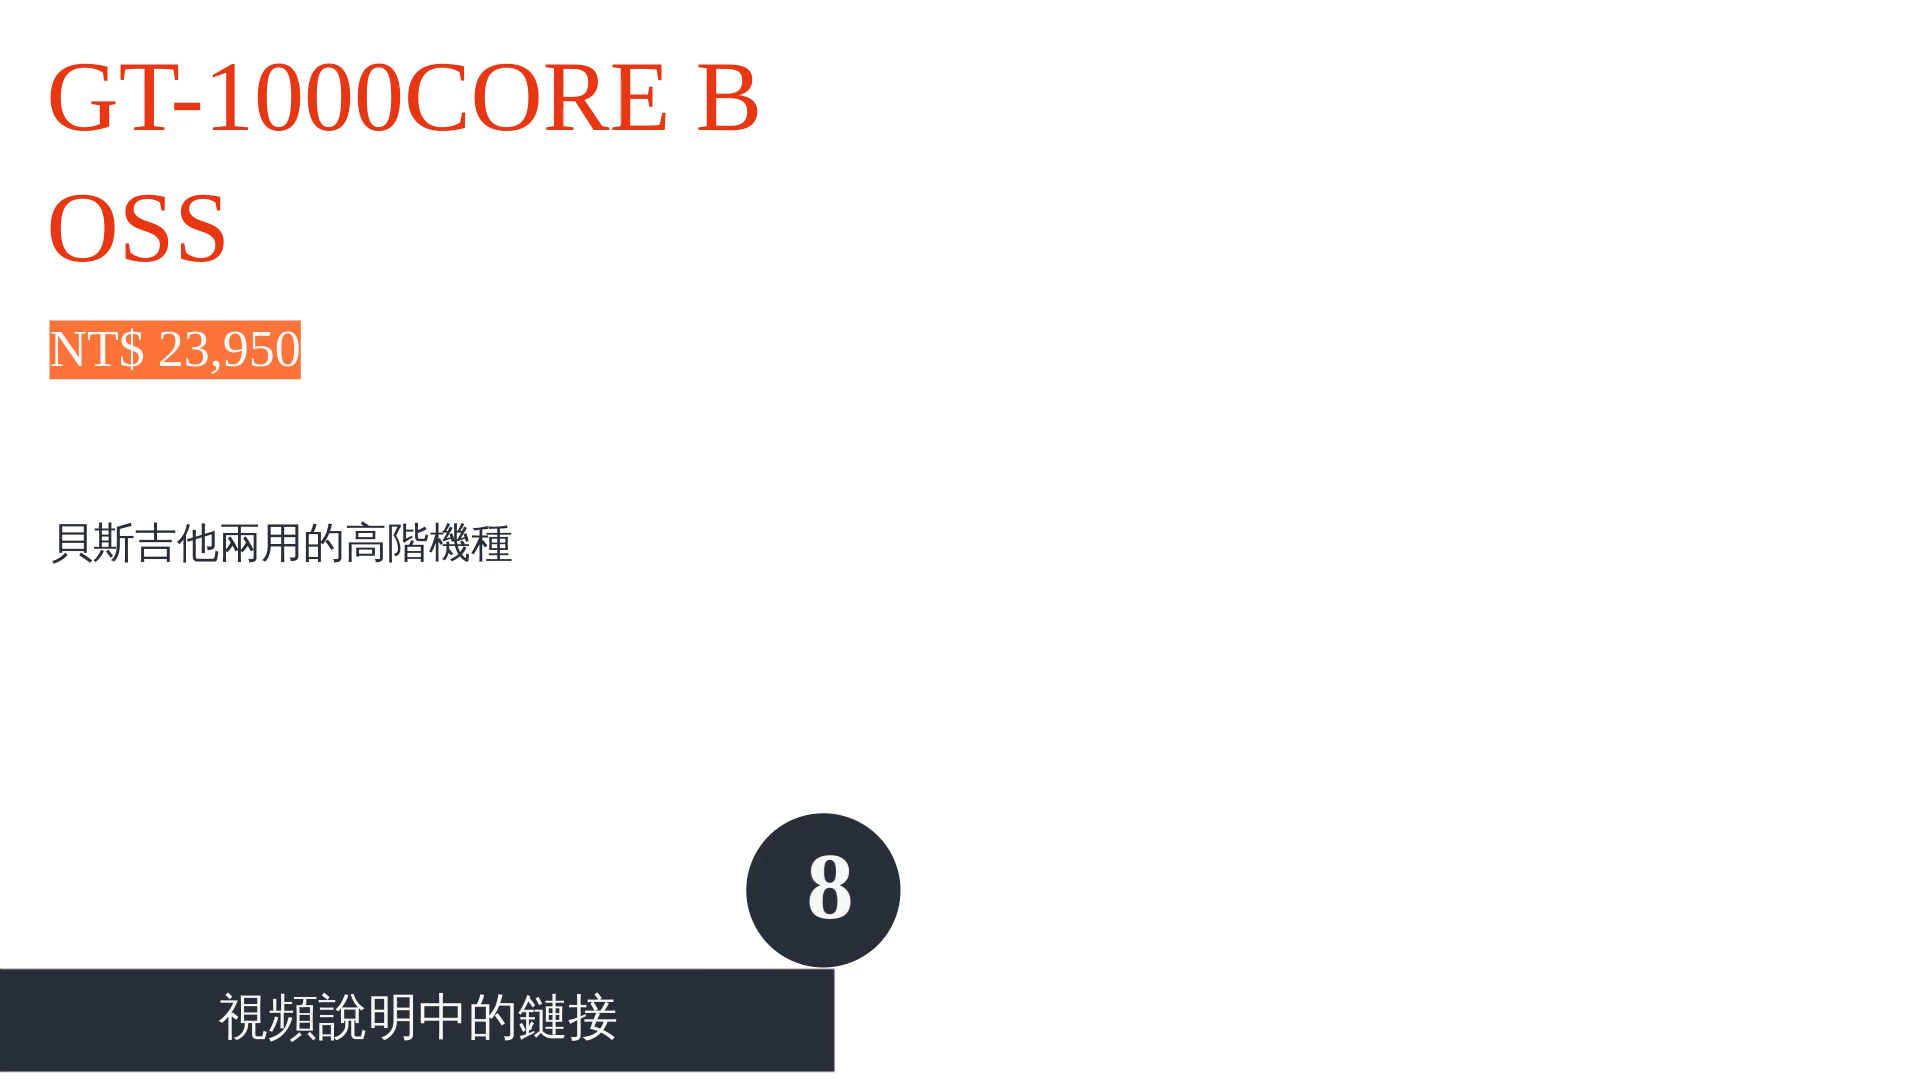 GT-1000CORE B
OSS
NT$ 23,950
貝斯吉他兩用的高階機種
8
視頻說明中的鏈接